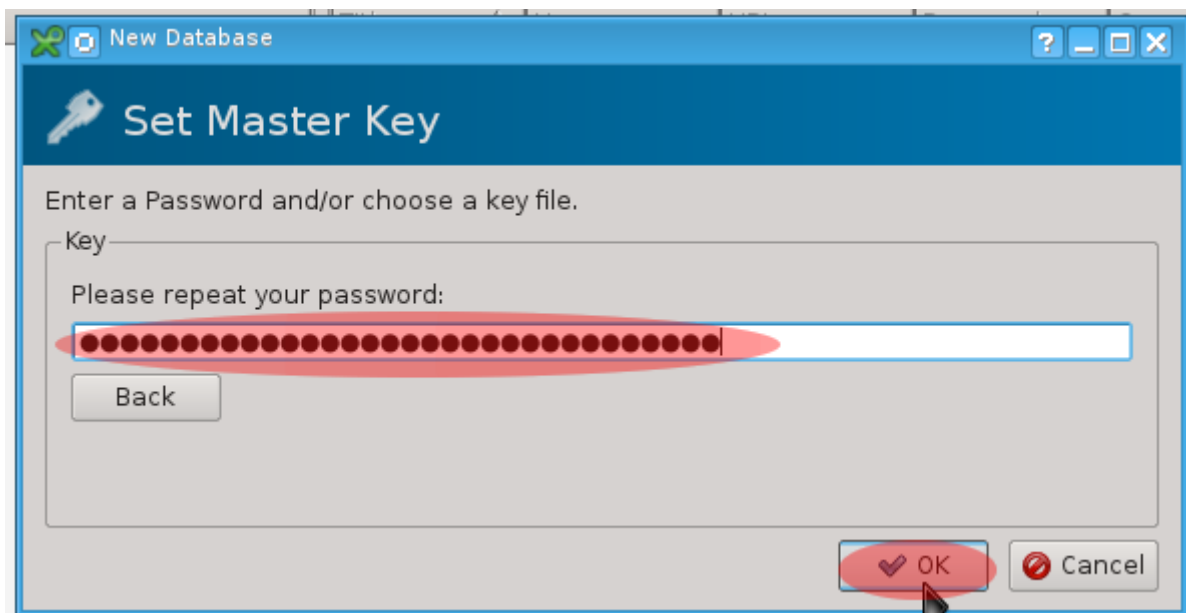 New Database
Set Master Key
Enter a Password and/or choose a key file.
Key
Please repeat your password:
●●●●●●●●●●●●●●●●●●●●●●●●●●●●●●●●
Back
OK
Cancel